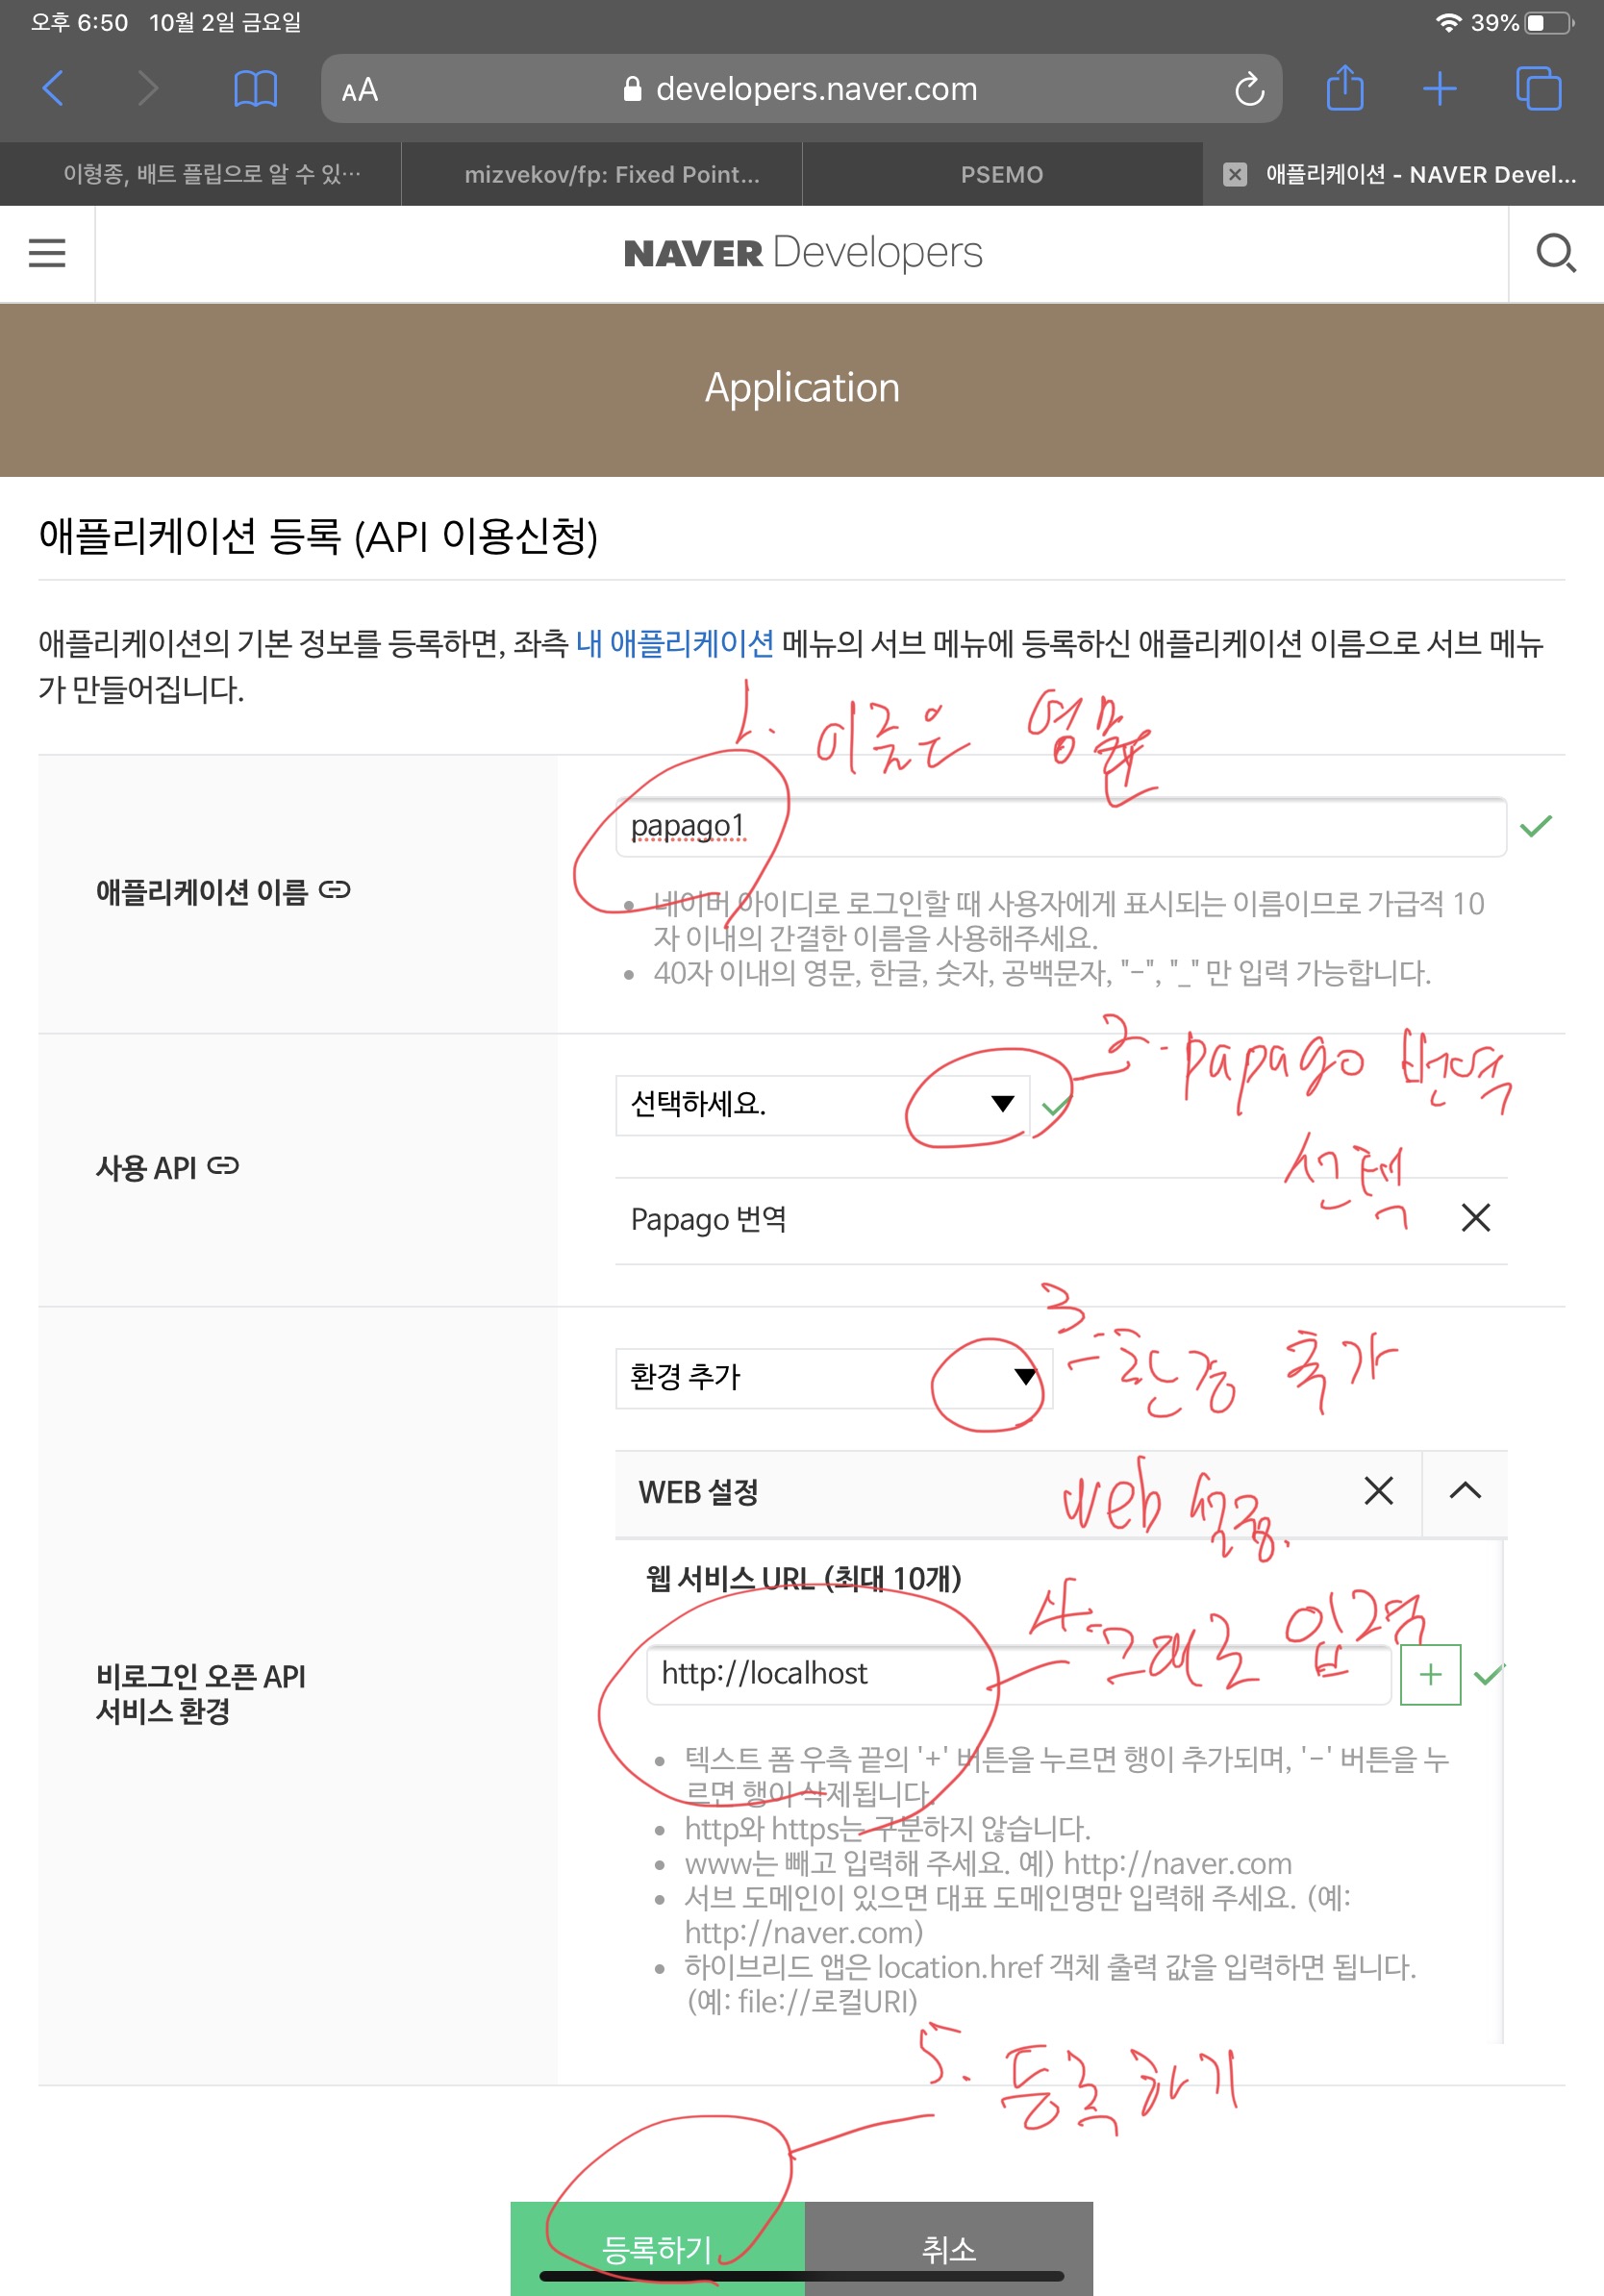 오후 6:50 10월 2일 금요일
39%
AA developers.naver.com
이형종, 배트 플립으로 알 수 있…
mizvekov/fp: Fixed Point...
PSEMO
애플리케이션 - NAVER Devel...
NAVER Developers
Application
애플리케이션 등록 (API 이용신청)
애플리케이션의 기본 정보를 등록하면, 좌측 내 애플리케이션 메뉴의 서브 메뉴에 등록하신 애플리케이션 이름으로 서브 메뉴
가 만들어집니다.
1. 이름은 영문
애플리케이션 이름
papago1
네이버 아이디로 로그인할 때 사용자에게 표시되는 이름이므로 가급적 10
자 이내의 간결한 이름을 사용해주세요.
40자 이내의 영문, 한글, 숫자, 공백문자, "-", "_" 만 입력 가능합니다.
2. papago 번역
선택
사용 API
선택하세요.
Papago 번역
3. 환경 추가
환경 추가
WEB 설정
web 설정.
웹 서비스 URL (최대 10개)
4. 그대로 입력
비로그인 오픈 API
서비스 환경
http://localhost
텍스트 폼 우측 끝의 '+' 버튼을 누르면 행이 추가되며, '-' 버튼을 누
르면 행이 삭제됩니다.
http와 https는 구분하지 않습니다.
www는 빼고 입력해 주세요. 예) http://naver.com
서브 도메인이 있으면 대표 도메인명만 입력해 주세요. (예:
http://naver.com)
하이브리드 앱은 location.href 객체 출력 값을 입력하면 됩니다.
(예: file://로컬URI)
5. 등록하기
등록하기
취소